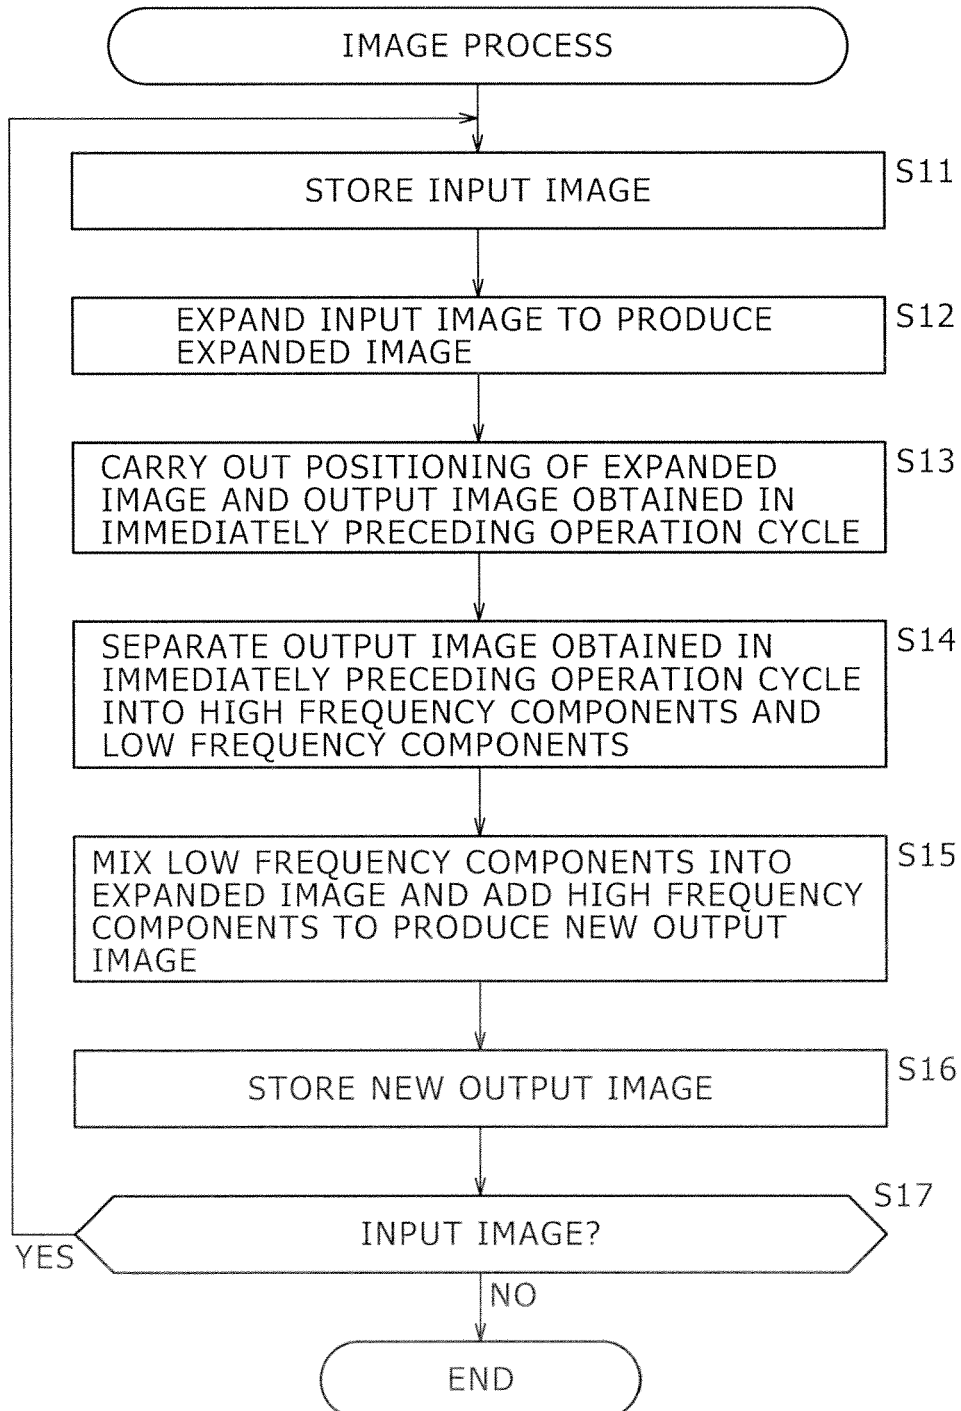 IMAGE PROCESS
STORE INPUT IMAGE
S11
EXPAND INPUT IMAGE TO PRODUCE
EXPANDED IMAGE
S12
CARRY OUT POSITIONING OF EXPANDED
IMAGE AND OUTPUT IMAGE OBTAINED IN
IMMEDIATELY PRECEDING OPERATION CYCLE
S13
SEPARATE OUTPUT IMAGE OBTAINED IN
IMMEDIATELY PRECEDING OPERATION CYCLE
INTO HIGH FREQUENCY COMPONENTS AND
LOW FREQUENCY COMPONENTS
S14
MIX LOW FREQUENCY COMPONENTS INTO
EXPANDED IMAGE AND ADD HIGH FREQUENCY
COMPONENTS TO PRODUCE NEW OUTPUT
IMAGE
S15
STORE NEW OUTPUT IMAGE
S16
INPUT IMAGE?
S17
YES
NO
END